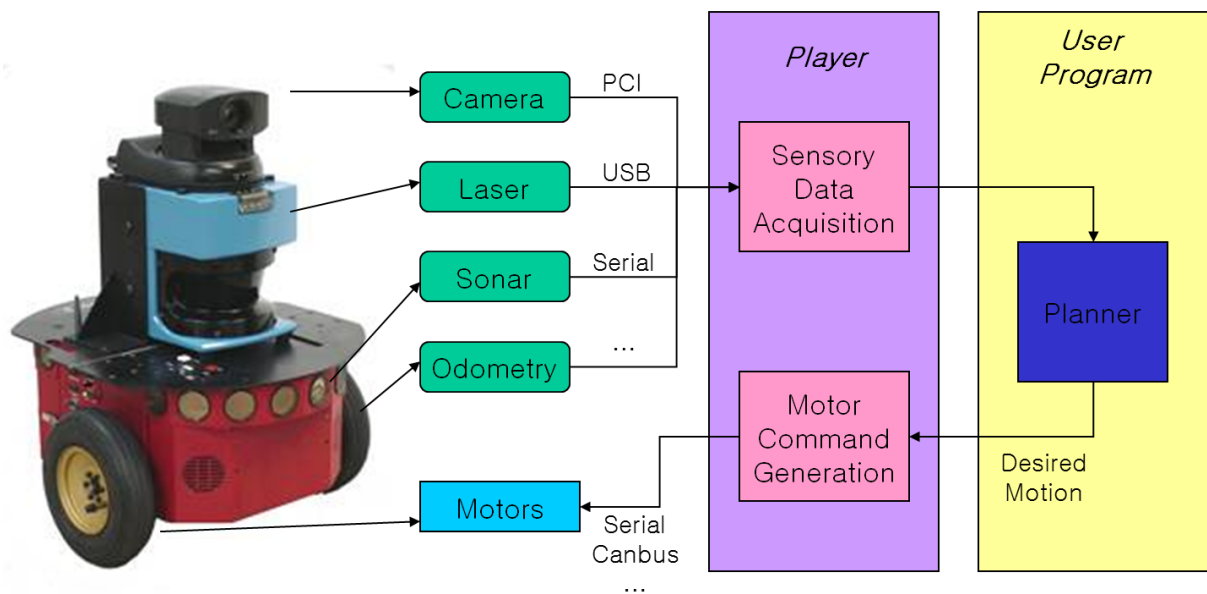 Player
User
Program
Camera
PCI
Laser
USB
Sonar
Serial
Odometry
...
Sensory
Data
Acquisition
Planner
Motor
Command
Generation
Desired
Motion
Motors
Serial
Canbus
...